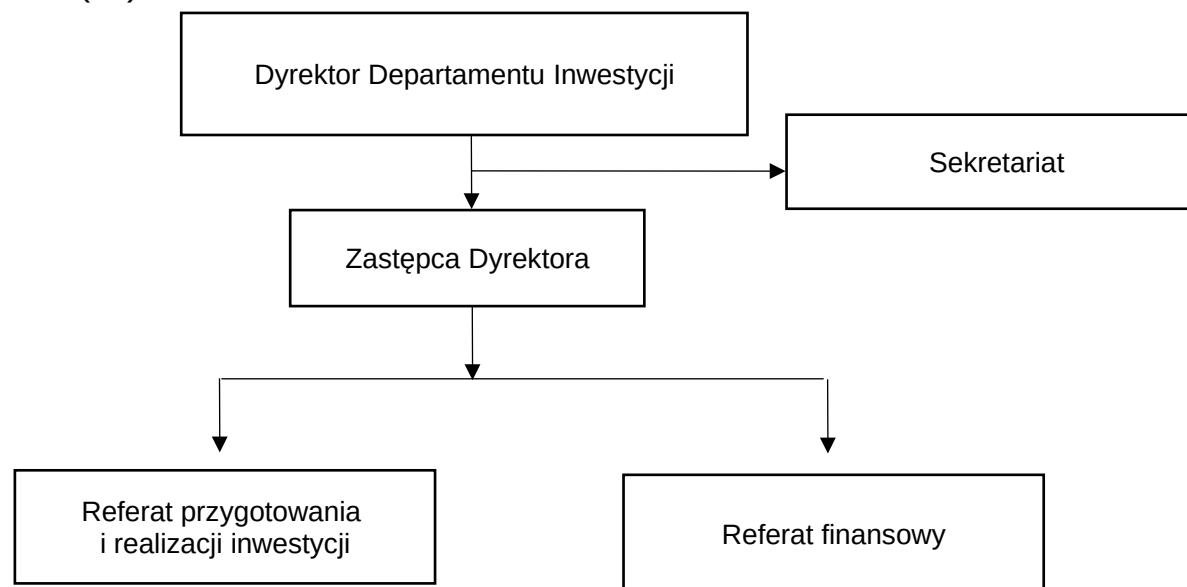 Dyrektor Departamentu Inwestycji
Sekretariat
Zastępca Dyrektora
Referat przygotowania
i realizacji inwestycji
Referat finansowy